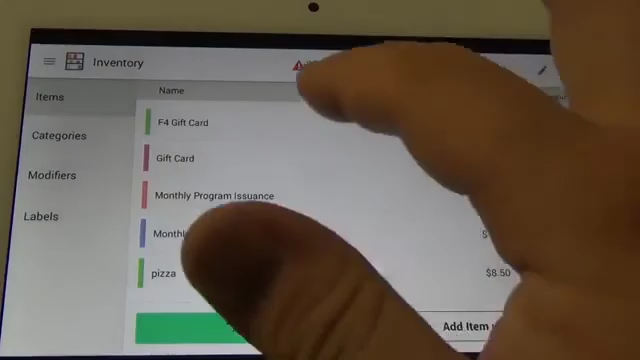 Inventory
Items
Name
F4 Gift Card
Categories
Gift Card
Modifiers
Monthly Program Issuance
Labels
$
pizza
$8.50
Add Item